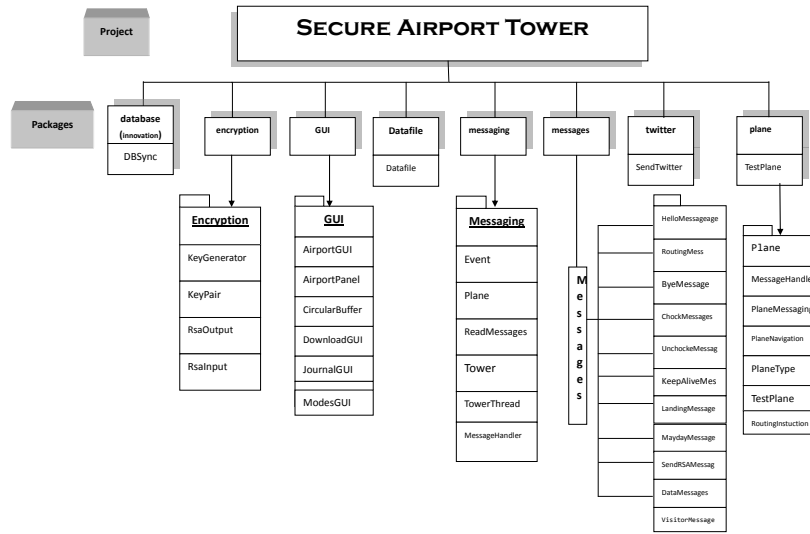 Project
SECURE AIRPORT TOWER
Packages
database
(innovation)
DBSync
encryption
GUI
Datafile
Datafile
messaging
messages
twitter
SendTwitter
plane
TestPlane
Encryption
KeyGenerator
KeyPair
RsaOutput
RsaInput
GUI
AirportGUI
AirportPanel
CircularBuffer
DownloadGUI
JournalGUI
ModesGUI
Messaging
Event
Plane
ReadMessages
Tower
TowerThread
MessageHandler
M
e
s
s
a
g
e
s
HelloMessageage
RoutingMess
ByeMessage
ChockMessages
UnchockeMessag
KeepAliveMes
LandingMessage
MaydayMessage
SendRSAMessag
DataMessages
VisitorMessage
Plane
MessageHandler
PlaneMessaging
PlaneNavigation
PlaneType
TestPlane
RoutingInstuction